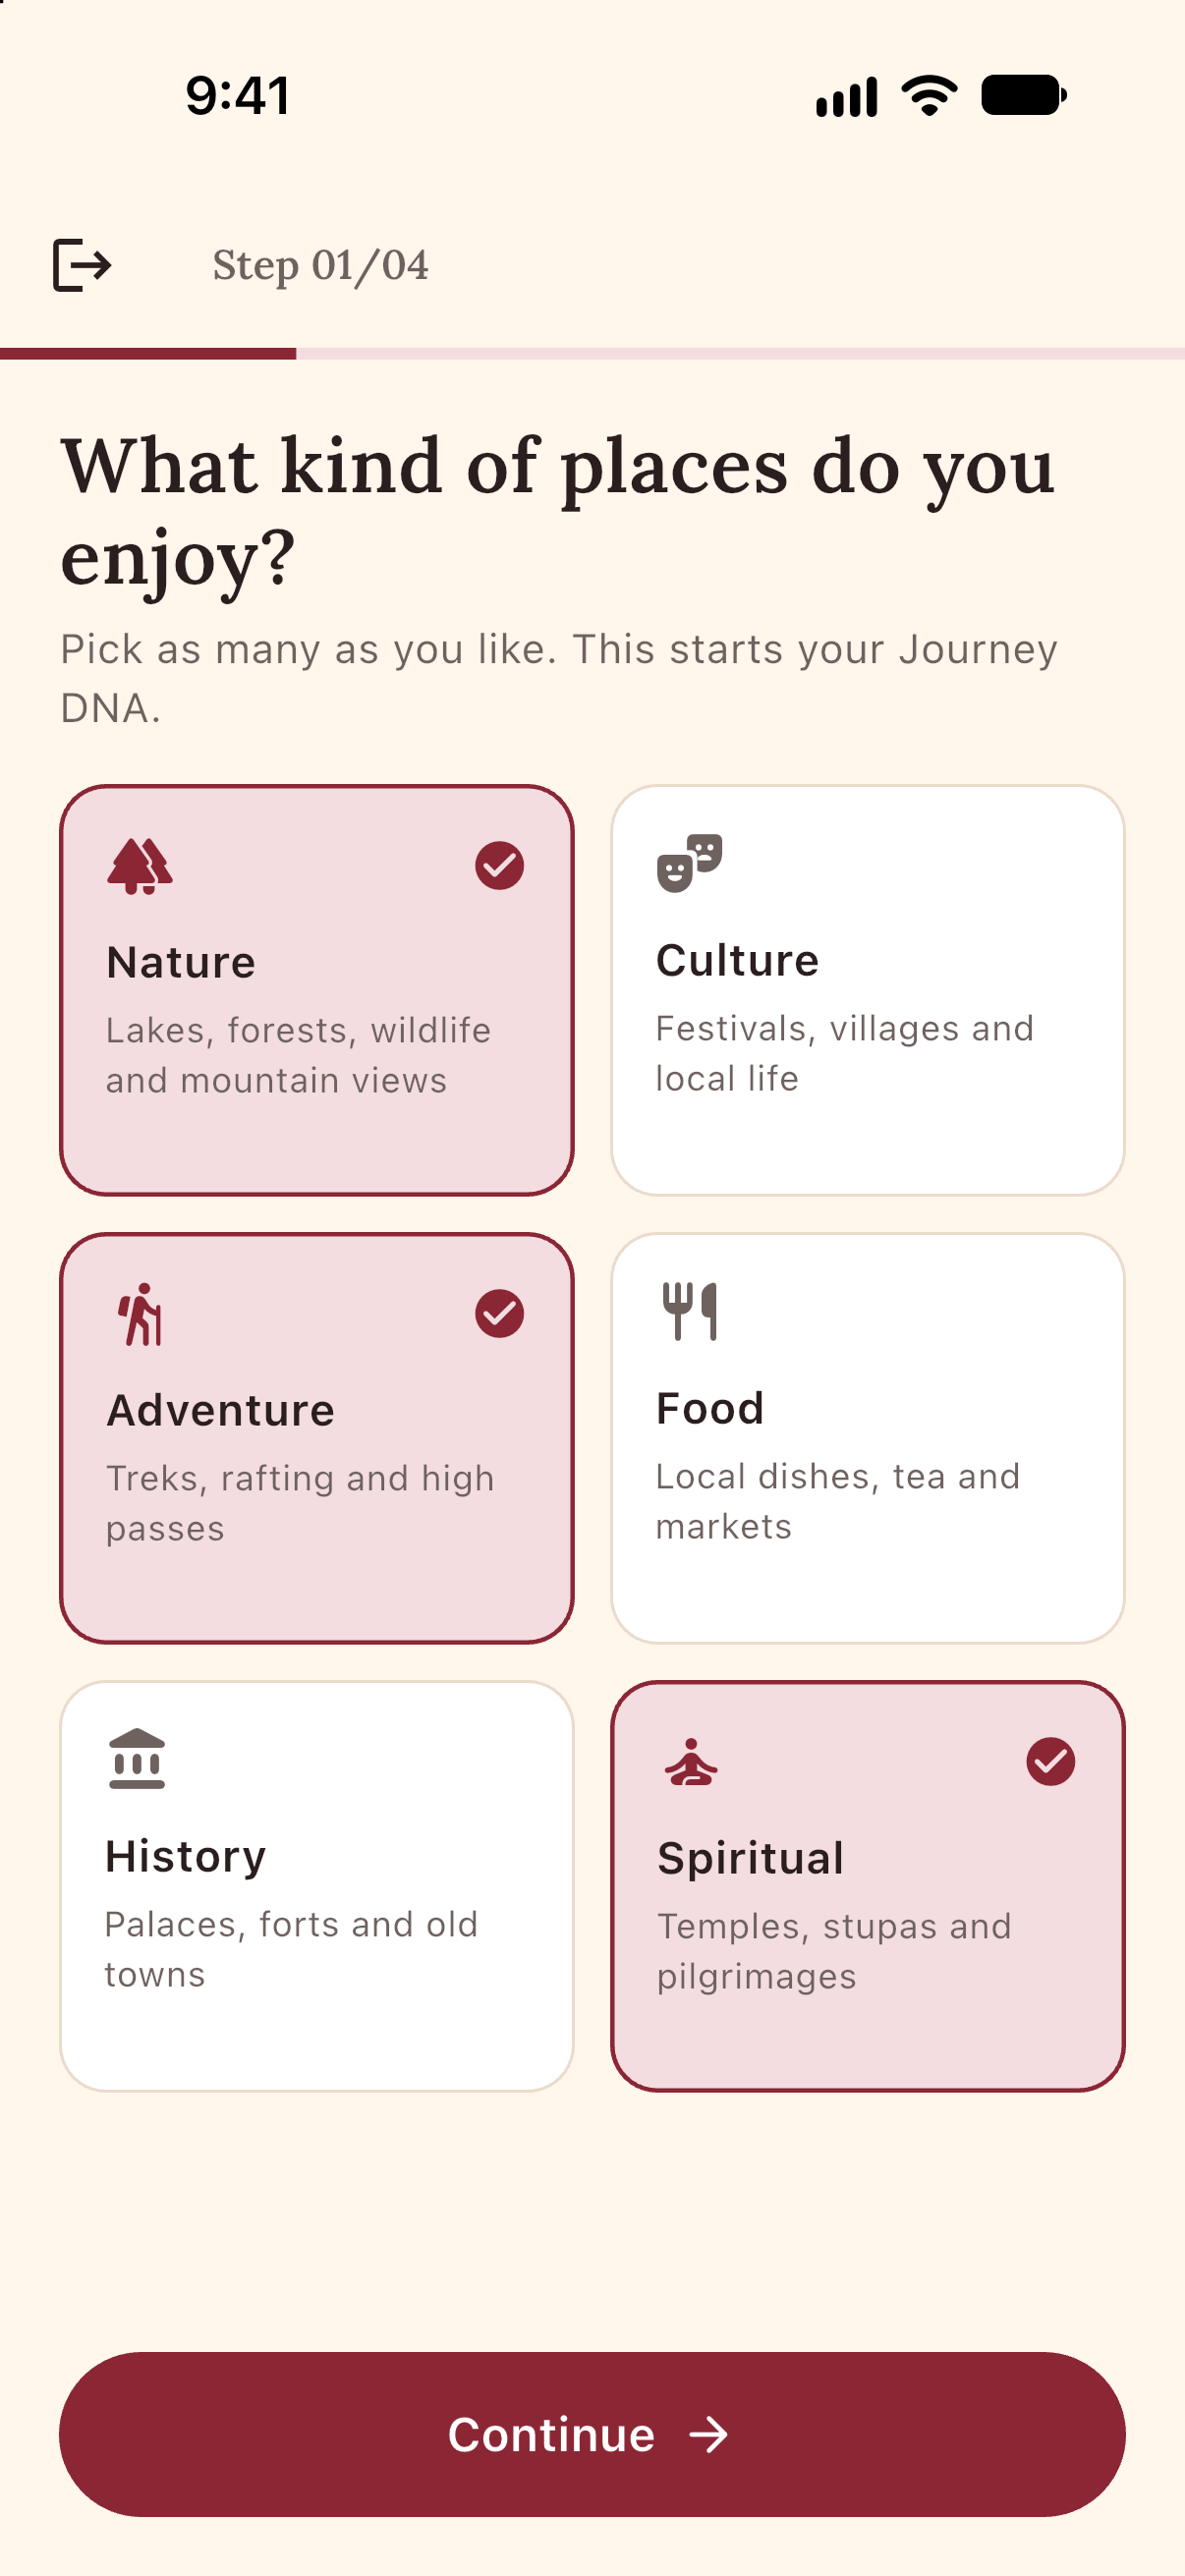 9:41
Step 01/04
What kind of places do you
enjoy?
Pick as many as you like. This starts your Journey
DNA.
Nature
Lakes, forests, wildlife
and mountain views
Culture
Festivals, villages and
local life
Adventure
Treks, rafting and high
passes
Food
Local dishes, tea and
markets
History
Palaces, forts and old
towns
Spiritual
Temples, stupas and
pilgrimages
Continue